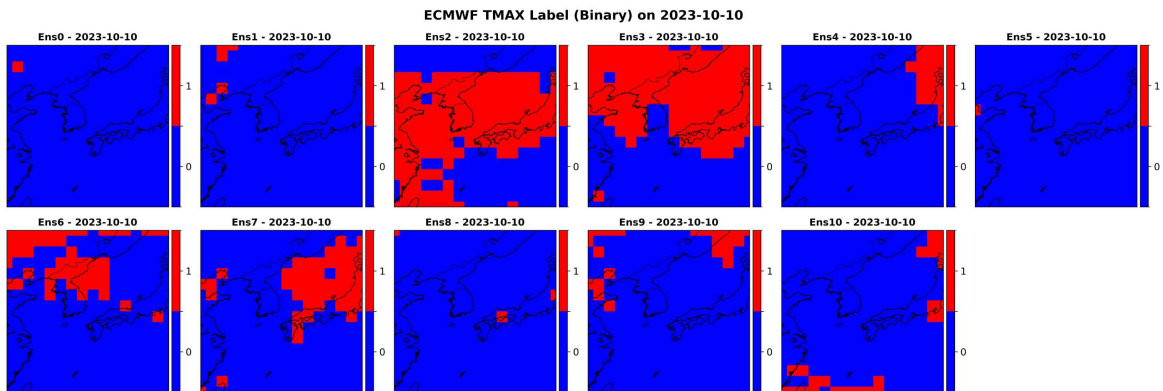 ECMWF TMAX Label (Binary) on 2023-10-10
Ens0 - 2023-10-10
Ens1 - 2023-10-10
Ens2 - 2023-10-10
Ens3 - 2023-10-10
Ens4 - 2023-10-10
Ens5 - 2023-10-10
1
1
1
1
1
1
0
0
0
0
0
0
Ens6 - 2023-10-10
Ens7 - 2023-10-10
Ens8 - 2023-10-10
Ens9 - 2023-10-10
Ens10 - 2023-10-10
1
1
1
1
1
0
0
0
0
0